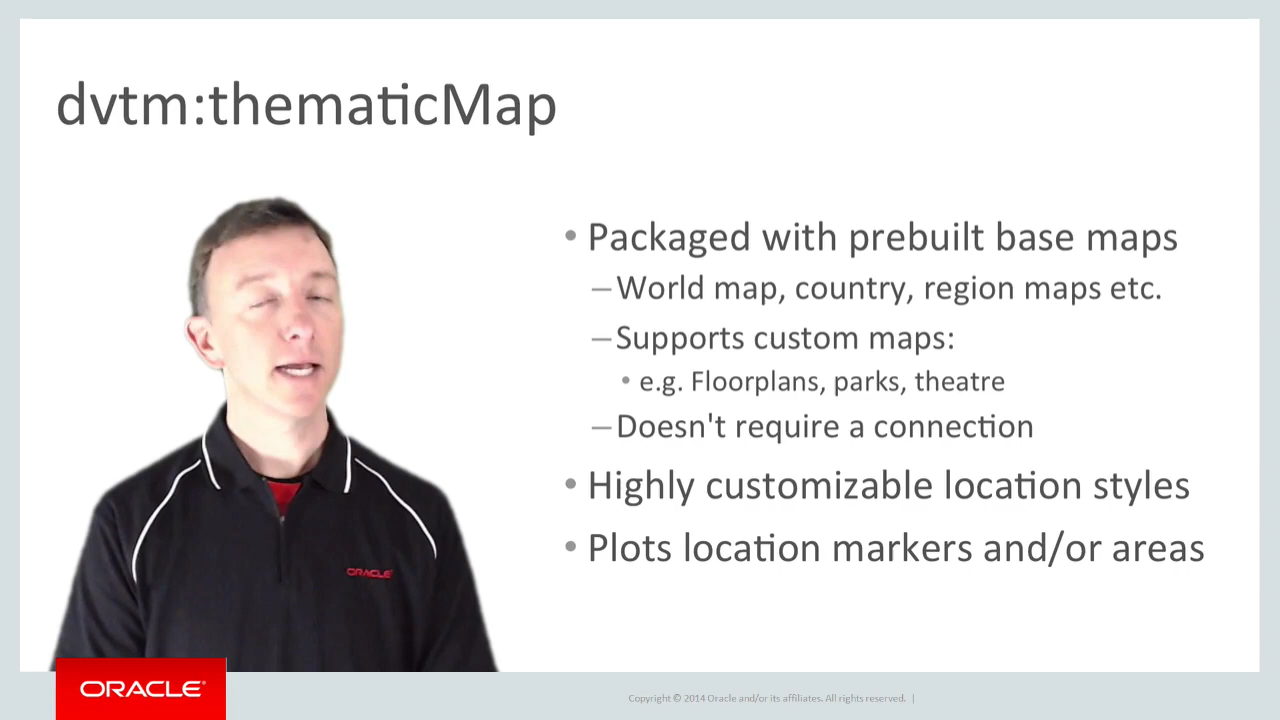 dvtm:thematicMap
• Packaged with prebuilt base maps
–World map, country, region maps etc.
–Supports custom maps:
• e.g. Floorplans, parks, theatre
–Doesn't require a connection
• Highly customizable location styles
• Plots location markers and/or areas
ORACLE
ORACLE®
Copyright © 2014 Oracle and/or its affiliates. All rights reserved. |